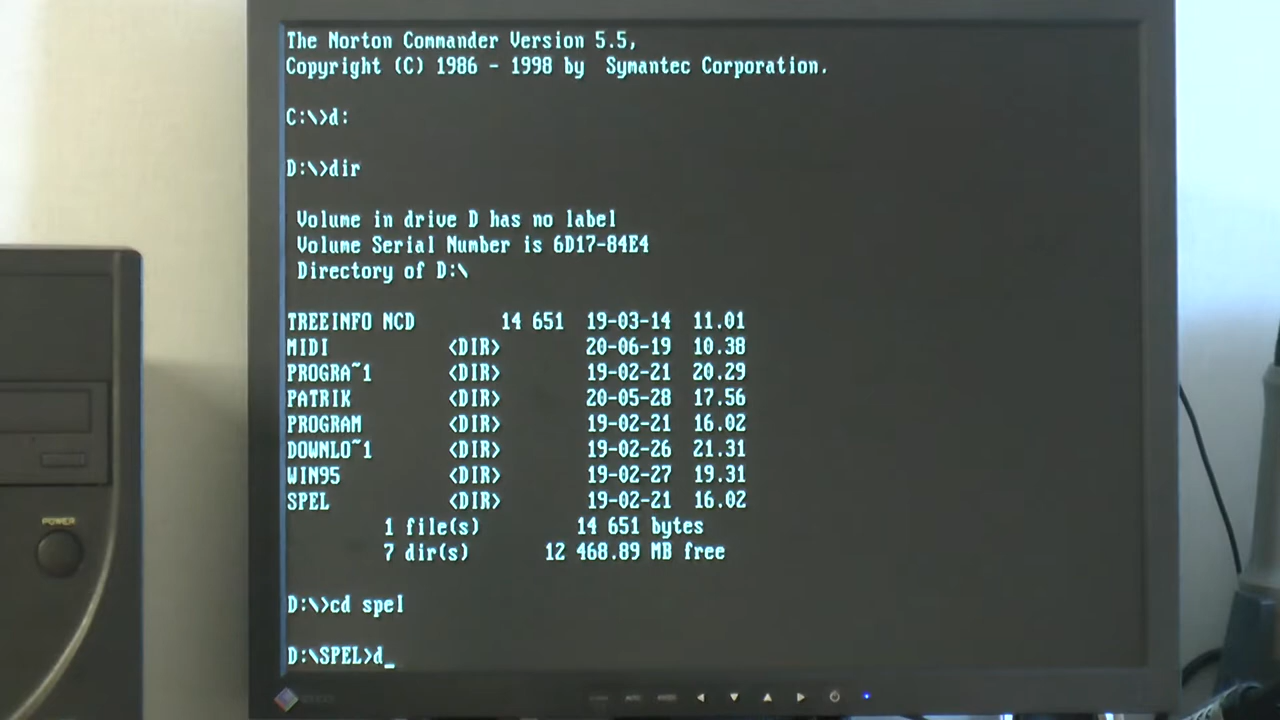 The Norton Commander Version 5.5,
Copyright (C) 1986 - 1998 by  Symantec Corporation.
C:\>d:
D:\>dir
Volume in drive D has no label
Volume Serial Number is 6D17-84E4
Directory of D:\
TREEINFO NCD        14 651  19-03-14  11.01
MIDI           <DIR>        20-06-19  10.38
PROGRA~1       <DIR>        19-02-21  20.29
PATRIK         <DIR>        20-05-28  17.56
PROGRAM        <DIR>        19-02-21  16.02
DOWNLO~1       <DIR>        19-02-26  21.31
WIN95          <DIR>        19-02-27  19.31
SPEL           <DIR>        19-02-21  16.02
1 file(s)         14 651 bytes
7 dir(s)       12 468.89 MB free
D:\>cd spel
D:\SPEL>d_
POWER
AUTO